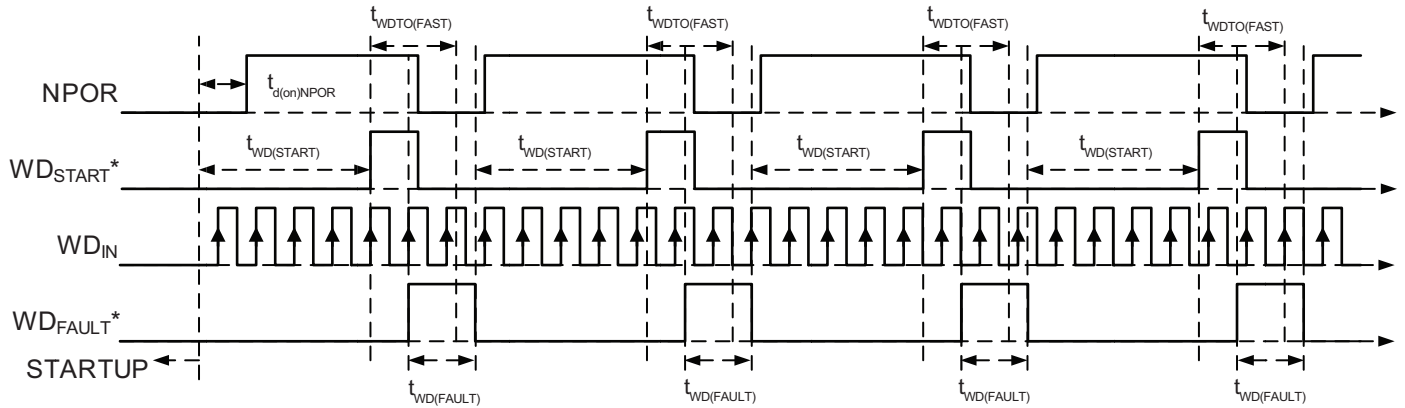 tWDTO(FAST) tWDTO(FAST) tWDTO(FAST) tWDTO(FAST)
NPOR td(on)NPOR
WDSTART* tWD(START) tWD(START) tWD(START) tWD(START)
WDIN
WDFAULT*
STARTUP
tWD(FAULT) tWD(FAULT) tWD(FAULT) tWD(FAULT)